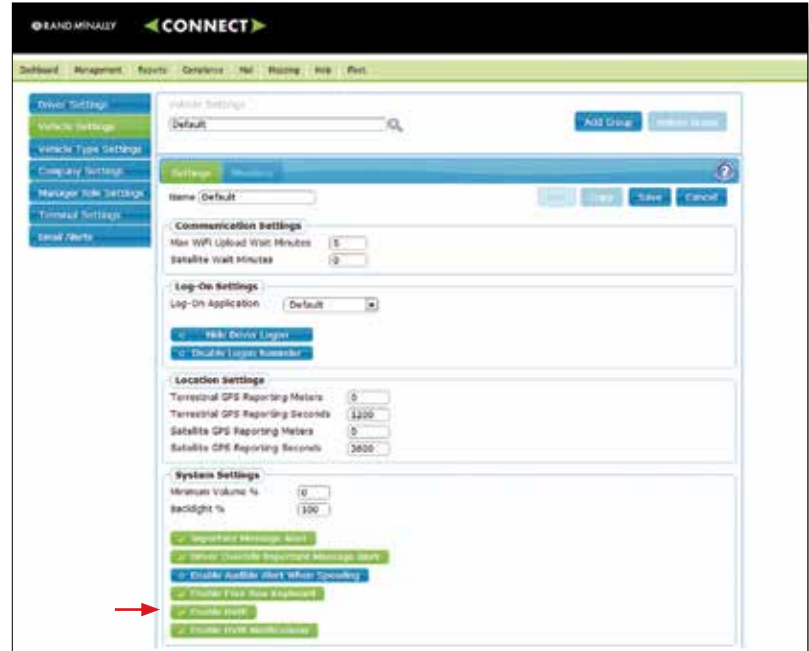 RAND MCNALLY CONNECT
Dashboard Management Reports Compliance Mail Mapping Help Fleet
Driver Settings
Vehicle Settings
Vehicle Type Settings
Company Settings
Manager Role Settings
Terminal Settings
Email Alerts
Vehicle Settings
Default
Add Group
Settings Members
Name Default
Copy Save Cancel
Communication Settings
Max WiFi Upload Wait Minutes 5
Satellite Wait Minutes 0
Log-On Settings
Log-On Application Default
Hide Driver Logon
Disable Logon Reminder
Location Settings
Terrestrial GPS Reporting Meters 0
Terrestrial GPS Reporting Seconds 1200
Satellite GPS Reporting Meters 0
Satellite GPS Reporting Seconds 3600
System Settings
Minimum Volume % 0
Backlight % 100
Important Message Alert
Driver Override Important Message Alert
Enable Audible Alert When Speeding
Enable Free Row Keyboard
Enable DVIR
Enable DVIR Notifications